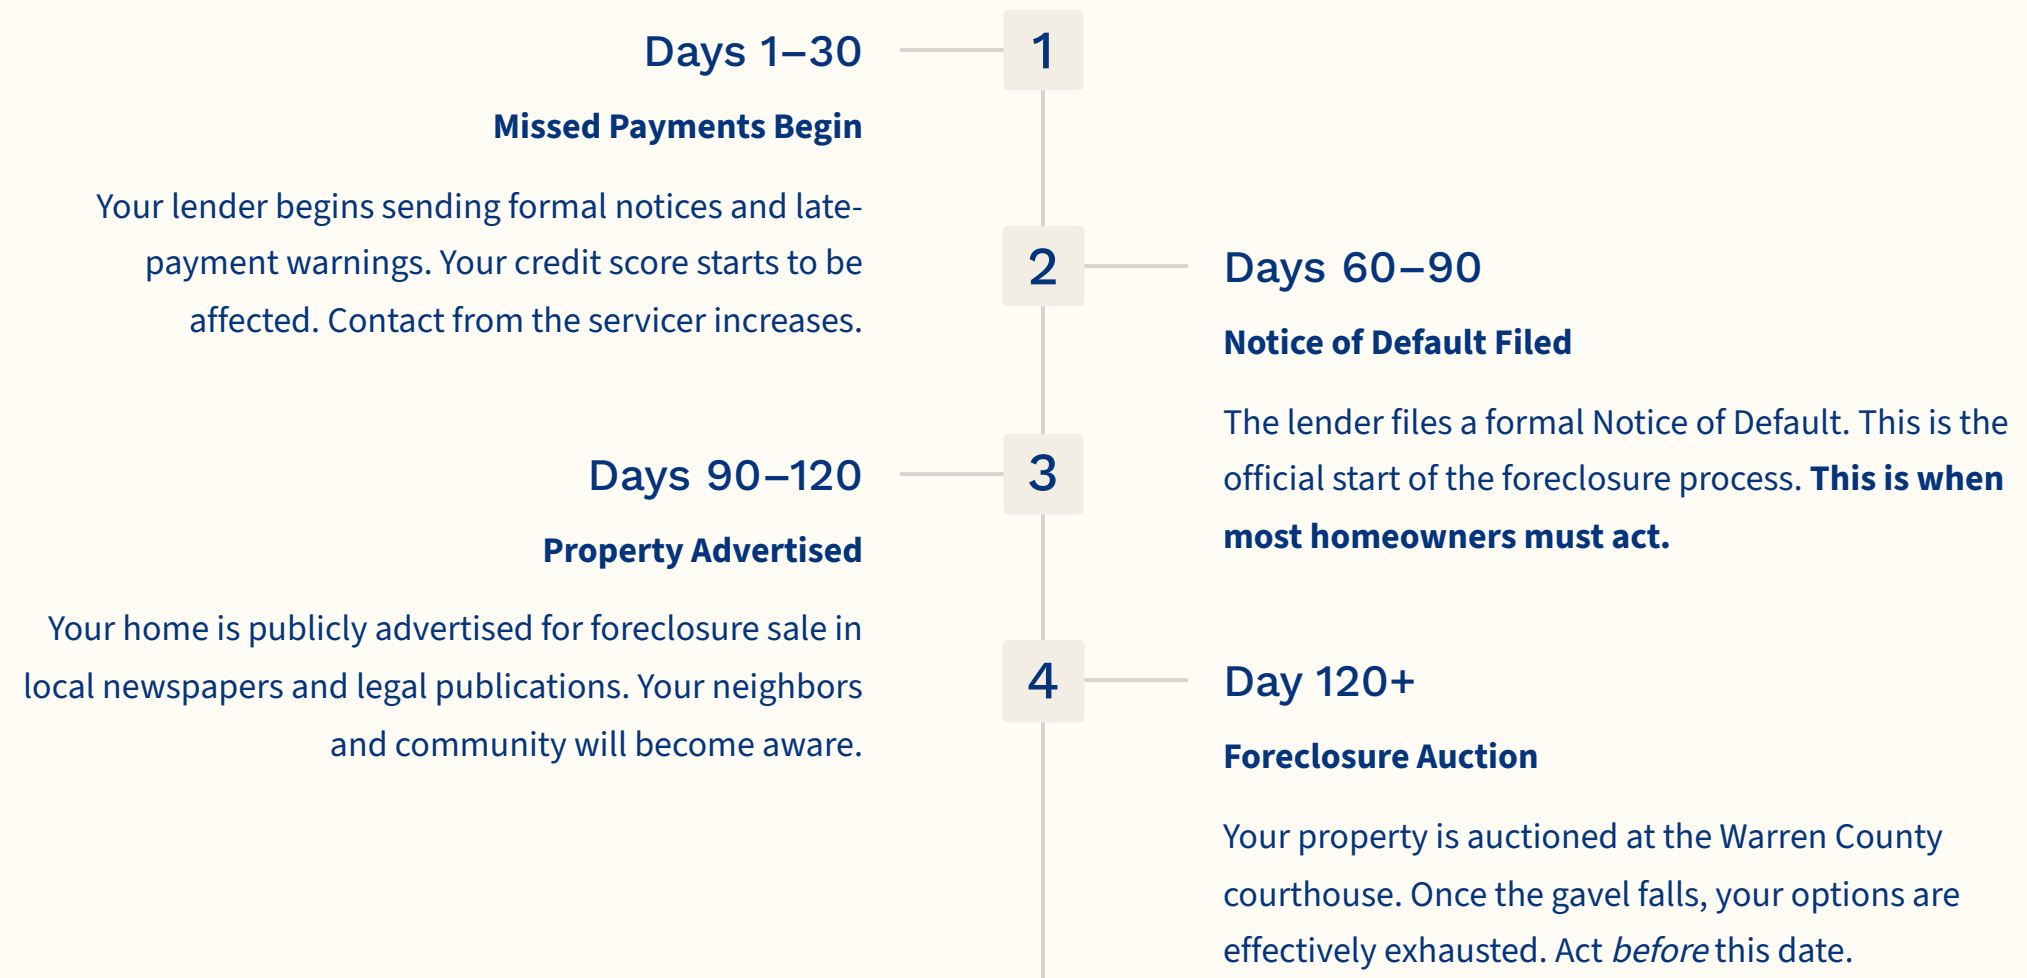 Days 1–30
1
Missed Payments Begin
Your lender begins sending formal notices and late-
payment warnings. Your credit score starts to be
affected. Contact from the servicer increases.
2
Days 60–90
Notice of Default Filed
The lender files a formal Notice of Default. This is the
official start of the foreclosure process. This is when
most homeowners must act.
Days 90–120
3
Property Advertised
Your home is publicly advertised for foreclosure sale in
local newspapers and legal publications. Your neighbors
and community will become aware.
4
Day 120+
Foreclosure Auction
Your property is auctioned at the Warren County
courthouse. Once the gavel falls, your options are
effectively exhausted. Act before this date.